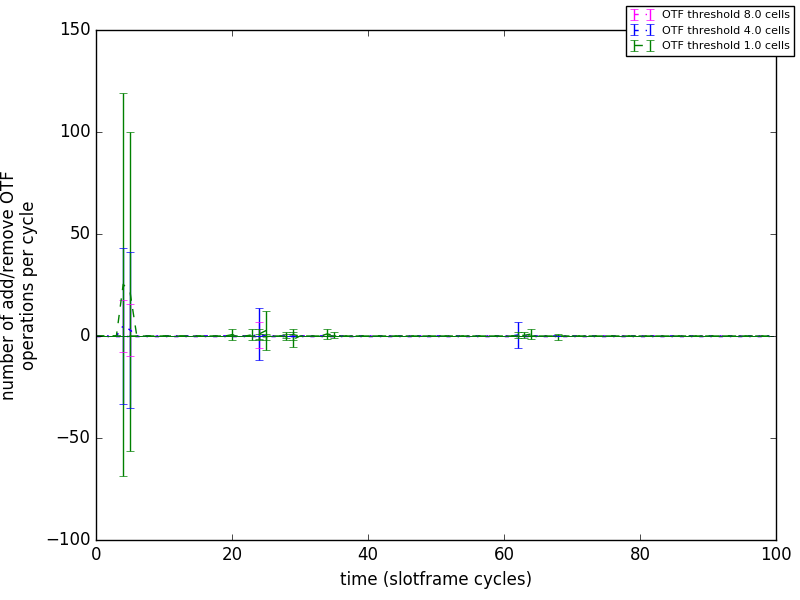 OTF threshold 8.0 cells
OTF threshold 4.0 cells
OTF threshold 1.0 cells
150
100
50
0
−50
−100
0 20 40 60 80 100
time (slotframe cycles)
number of add/remove OTF
operations per cycle